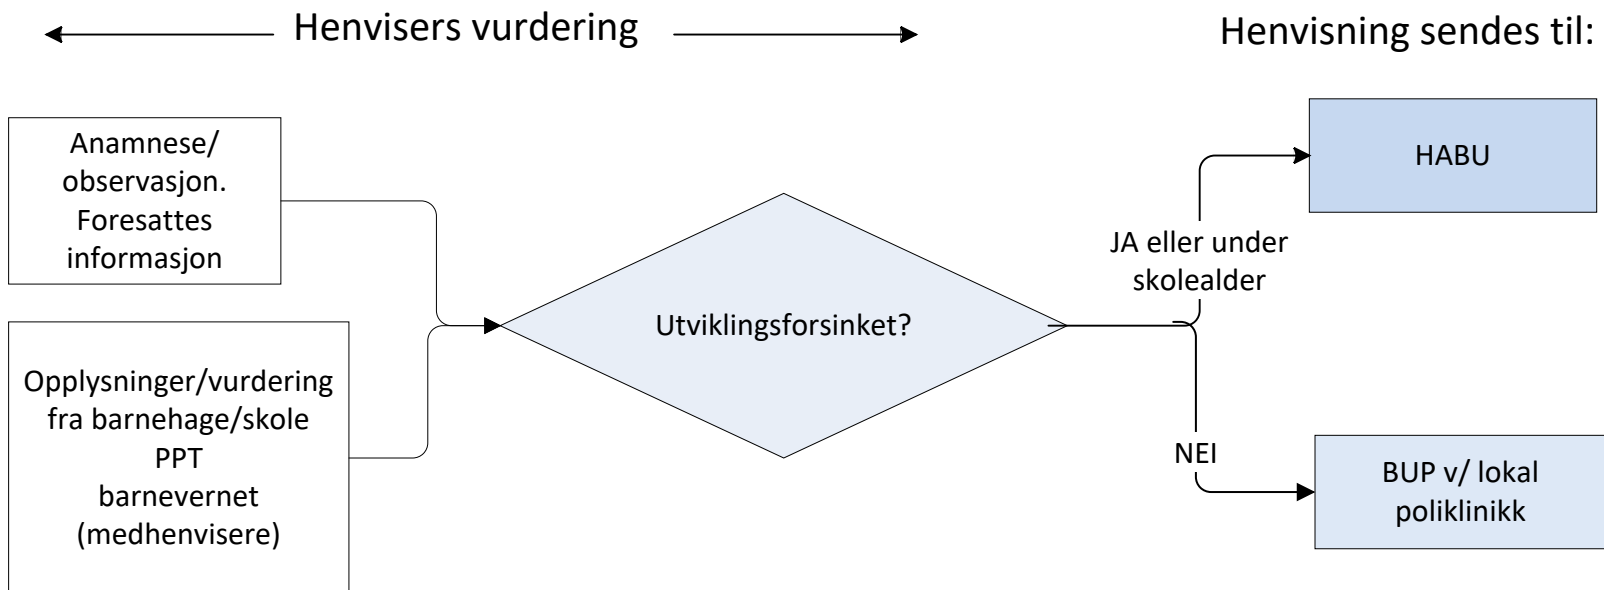 Henvisers vurdering
Henvisning sendes til:
Anamnese/
observasjon.
Foresattes
informasjon
Opplysninger/vurdering
fra barnehage/skole
PPT
barnevernet
(medhenvisere)
Utviklingsforsinket?
JA eller under
skolealder
NEI
HABU
BUP v/ lokal
poliklinikk